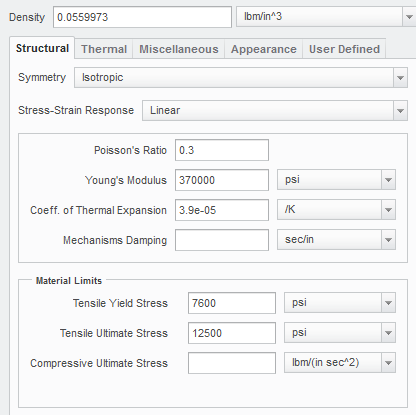 Density 0.0559973 lbm/in^3
Structural Thermal Miscellaneous Appearance User Defined
Symmetry Isotropic
Stress-Strain Response Linear
Poisson's Ratio 0.3
Young's Modulus 370000 psi
Coeff. of Thermal Expansion 3.9e-05 /K
Mechanisms Damping sec/in
Material Limits
Tensile Yield Stress 7600 psi
Tensile Ultimate Stress 12500 psi
Compressive Ultimate Stress lbm/(in sec^2)